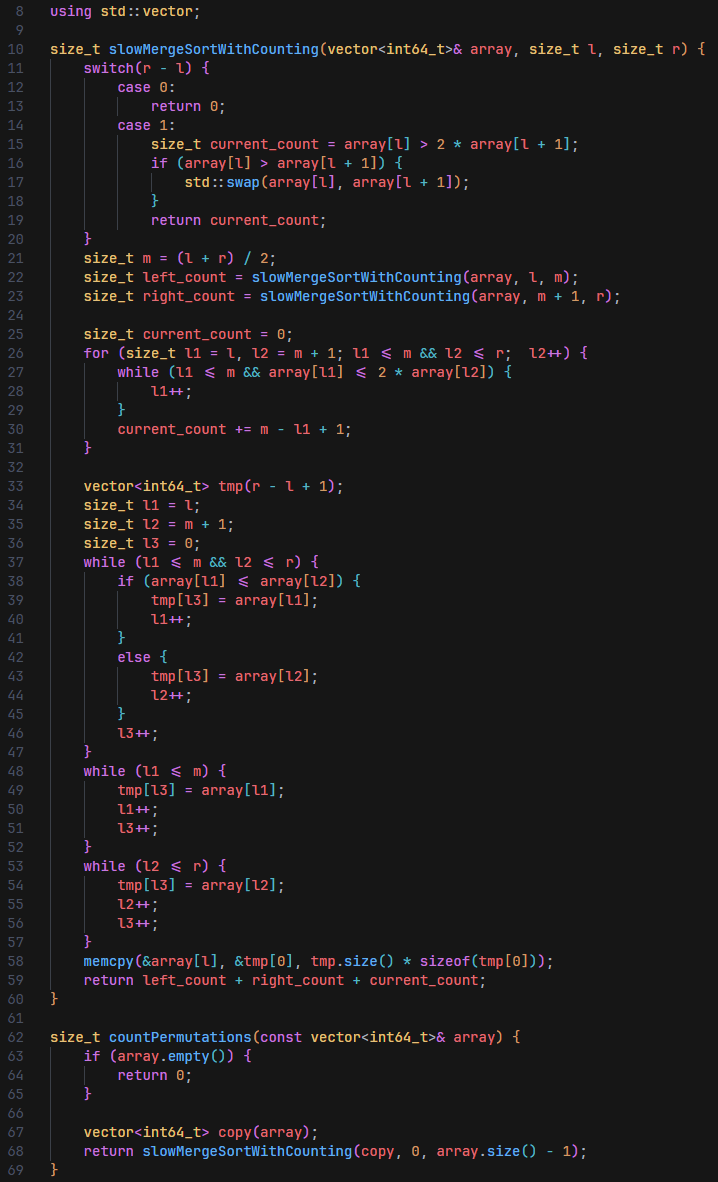 8 using std::vector;
9
10 size_t slowMergeSortWithCounting(vector<int64_t>& array, size_t l, size_t r) {
11     switch(r - l) {
12         case 0:
13             return 0;
14         case 1:
15             size_t current_count = array[l] > 2 * array[l + 1];
16             if (array[l] > array[l + 1]) {
17                 std::swap(array[l], array[l + 1]);
18             }
19             return current_count;
20     }
21     size_t m = (l + r) / 2;
22     size_t left_count = slowMergeSortWithCounting(array, l, m);
23     size_t right_count = slowMergeSortWithCounting(array, m + 1, r);
24
25     size_t current_count = 0;
26     for (size_t l1 = l, l2 = m + 1; l1 <= m && l2 <= r;  l2++) {
27         while (l1 <= m && array[l1] <= 2 * array[l2]) {
28             l1++;
29         }
30         current_count += m - l1 + 1;
31     }
32
33     vector<int64_t> tmp(r - l + 1);
34     size_t l1 = l;
35     size_t l2 = m + 1;
36     size_t l3 = 0;
37     while (l1 <= m && l2 <= r) {
38         if (array[l1] <= array[l2]) {
39             tmp[l3] = array[l1];
40             l1++;
41         }
42         else {
43             tmp[l3] = array[l2];
44             l2++;
45         }
46         l3++;
47     }
48     while (l1 <= m) {
49         tmp[l3] = array[l1];
50         l1++;
51         l3++;
52     }
53     while (l2 <= r) {
54         tmp[l3] = array[l2];
55         l2++;
56         l3++;
57     }
58     memcpy(&array[l], &tmp[0], tmp.size() * sizeof(tmp[0]));
59     return left_count + right_count + current_count;
60 }
61
62 size_t countPermutations(const vector<int64_t>& array) {
63     if (array.empty()) {
64         return 0;
65     }
66
67     vector<int64_t> copy(array);
68     return slowMergeSortWithCounting(copy, 0, array.size() - 1);
69 }